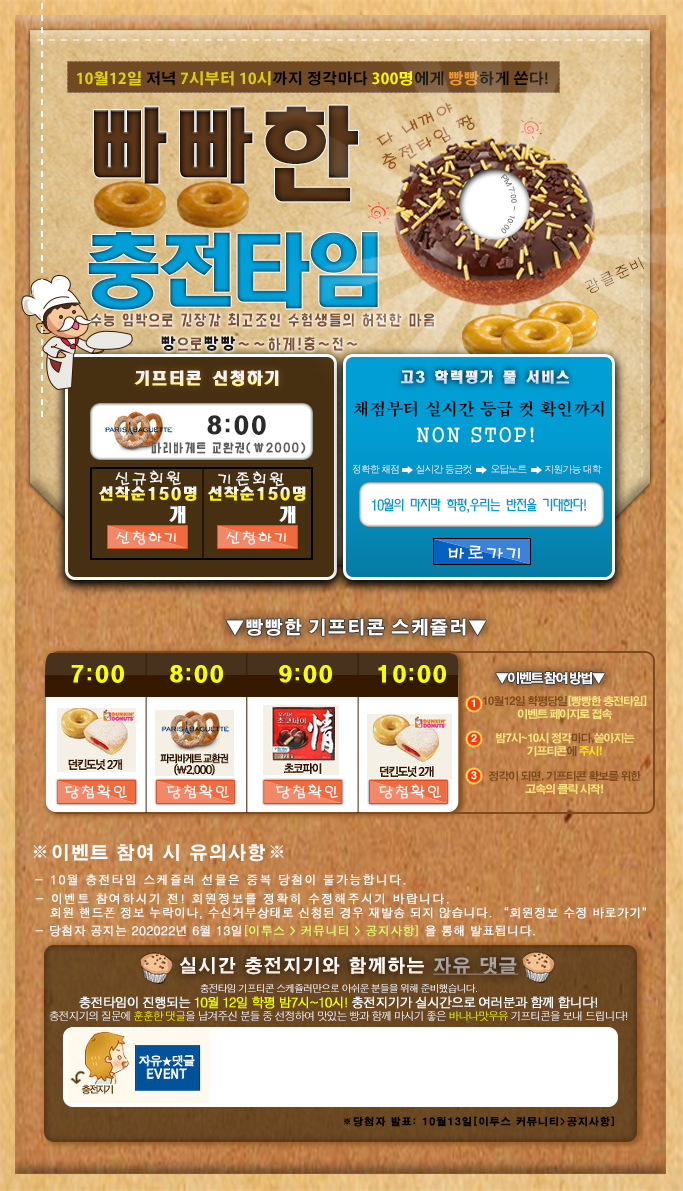 10월12일 저녁 7시부터 10시까지 정각마다 300명에게 빵빵하게 쏜다!
빠빠한
다 내꺼야
충전타임 짱
PM 7:00 ~ 10:00
충전타임
광클준비
수능 임박으로 긴장감 최고조인 수험생들의 허전한 마음
빵으로빵빵~~하게!충~전~
기프티콘 신청하기
PARIS BAGUETTE
8:00
파리바게트 교환권(₩2000)
신규회원
선착순150명
개
신청하기
기존회원
선착순150명
개
신청하기
고3 학력평가 풀 서비스
채점부터 실시간 등급 컷 확인까지
NON STOP!
정확한 채점 ➡ 실시간 등급컷 ➡ 오답노트 ➡ 지원가능 대학
10월의 마지막 학평,우리는 반전을 기대한다!
바로가기
▼빵빵한 기프티콘 스케쥴러▼
7:00
8:00
9:00
10:00
DUNKIN' DONUTS
던킨도넛 2개
당첨확인
PARIS BAGUETTE
파리바게트 교환권
(₩2,000)
당첨확인
초코파이
情
초코파이
당첨확인
DUNKIN' DONUTS
던킨도넛 2개
당첨확인
▼이벤트 참여 방법▼
1 10월12일 학평당일 [빵빵한 충전타임]
이벤트 페이지로 접속
2 밤7시~10시 정각마다, 쏟아지는
기프티콘에 주시!
3 정각이 되면, 기프티콘 확보를 위한
고속의 클릭 시작!
※이벤트 참여 시 유의사항※
- 10월 충전타임 스케쥴러 선물은 중복 당첨이 불가능합니다.
- 이벤트 참여하시기 전! 회원정보를 정확히 수정해주시기 바랍니다.
회원 핸드폰 정보 누락이나, 수신거부상태로 신청된 경우 재발송 되지 않습니다. “회원정보 수정 바로가기”
- 당첨자 공지는 202022년 6월 13일[이투스 > 커뮤니티 > 공지사항] 을 통해 발표됩니다.
실시간 충전지기와 함께하는 자유 댓글
충전타임 기프티콘 스케쥴러만으로 아쉬운 분들을 위해 준비했습니다.
충전타임이 진행되는 10월 12일 학평 밤7시~10시! 충전지기가 실시간으로 여러분과 함께 합니다!
충전지기의 질문에 훈훈한 댓글을 남겨주신 분들 중 선정하여 맛있는 빵과 함께 마시기 좋은 바나나맛우유 기프티콘을 보내 드립니다!
충전지기
자유★댓글
EVENT
※당첨자 발표: 10월13일[이투스 커뮤니티>공지사항]